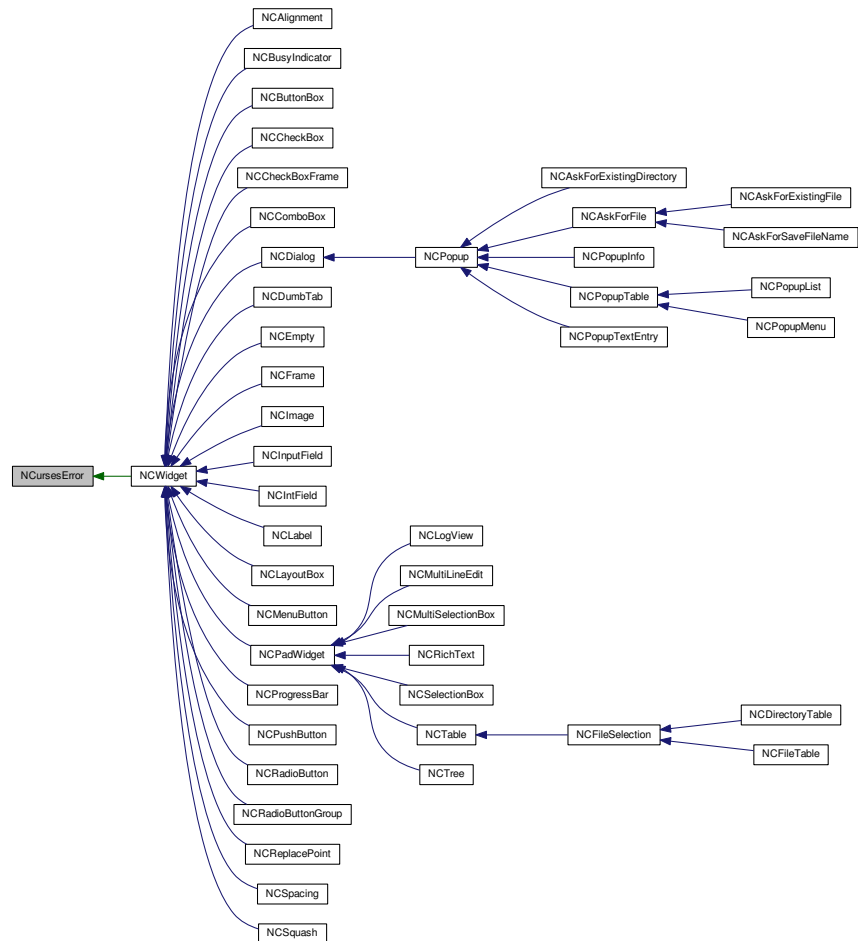 NCAlignment
NCBusyIndicator
NCButtonBox
NCCheckBox
NCCheckBoxFrame
NCComboBox
NCDialog
NCDumbTab
NCEmpty
NCFrame
NCImage
NCInputField
NCursesError
NCWidget
NCIntField
NCLabel
NCLayoutBox
NCMenuButton
NCPadWidget
NCProgressBar
NCPushButton
NCRadioButton
NCRadioButtonGroup
NCReplacePoint
NCSpacing
NCSquash
NCPopup
NCAskForExistingDirectory
NCAskForFile
NCPopupInfo
NCPopupTable
NCPopupTextEntry
NCAskForExistingFile
NCAskForSaveFileName
NCPopupList
NCPopupMenu
NCLogView
NCMultiLineEdit
NCMultiSelectionBox
NCRichText
NCSelectionBox
NCTable
NCTree
NCFileSelection
NCDirectoryTable
NCFileTable